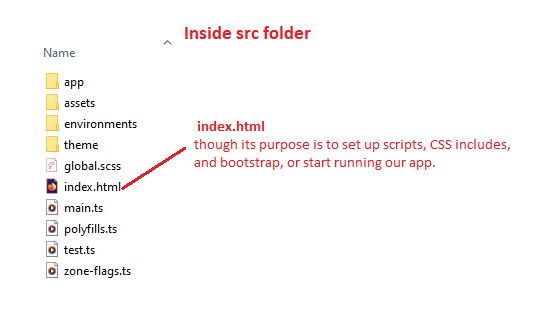 Inside src folder
Name
app
assets
environments
theme
global.scss
index.html
main.ts
polyfills.ts
test.ts
zone-flags.ts
index.html
though its purpose is to set up scripts, CSS includes,
and bootstrap, or start running our app.